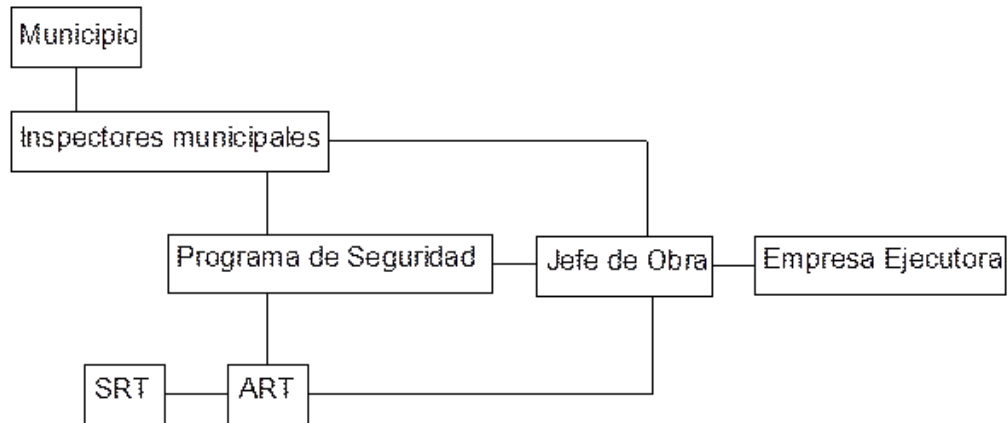 Municipio
Inspectores municipales
Programa de Seguridad
Jefe de Obra
Empresa Ejecutora
SRT
ART